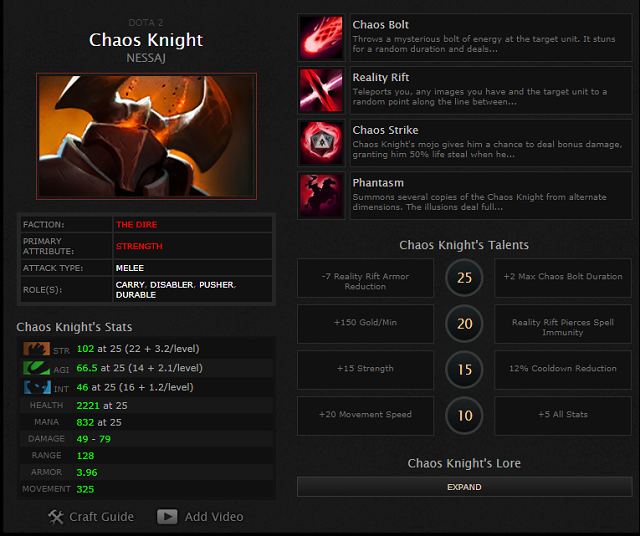 DOTA 2
Chaos Knight
NESSAJ
FACTION: THE DIRE
PRIMARY
ATTRIBUTE: STRENGTH
ATTACK TYPE: MELEE
ROLE(S): CARRY, DISABLER, PUSHER,
DURABLE
Chaos Knight's Stats
STR 102 at 25 (22 + 3.2/level)
AGI 66.5 at 25 (14 + 2.1/level)
INT 46 at 25 (16 + 1.2/level)
HEALTH 2221 at 25
MANA 832 at 25
DAMAGE 49 - 79
RANGE 128
ARMOR 3.96
MOVEMENT 325
Craft Guide Add Video
Chaos Bolt
Throws a mysterious bolt of energy at the target unit. It stuns
for a random duration and deals...
Reality Rift
Teleports you, any images you have and the target unit to a
random point along the line between...
Chaos Strike
Chaos Knight's mojo gives him a chance to deal bonus damage,
granting him 50% life steal when he...
Phantasm
Summons several copies of the Chaos Knight from alternate
dimensions. The illusions deal full...
Chaos Knight's Talents
-7 Reality Rift Armor
Reduction
25
+2 Max Chaos Bolt Duration
+150 Gold/Min
20
Reality Rift Pierces Spell
Immunity
+15 Strength
15
12% Cooldown Reduction
+20 Movement Speed
10
+5 All Stats
Chaos Knight's Lore
EXPAND